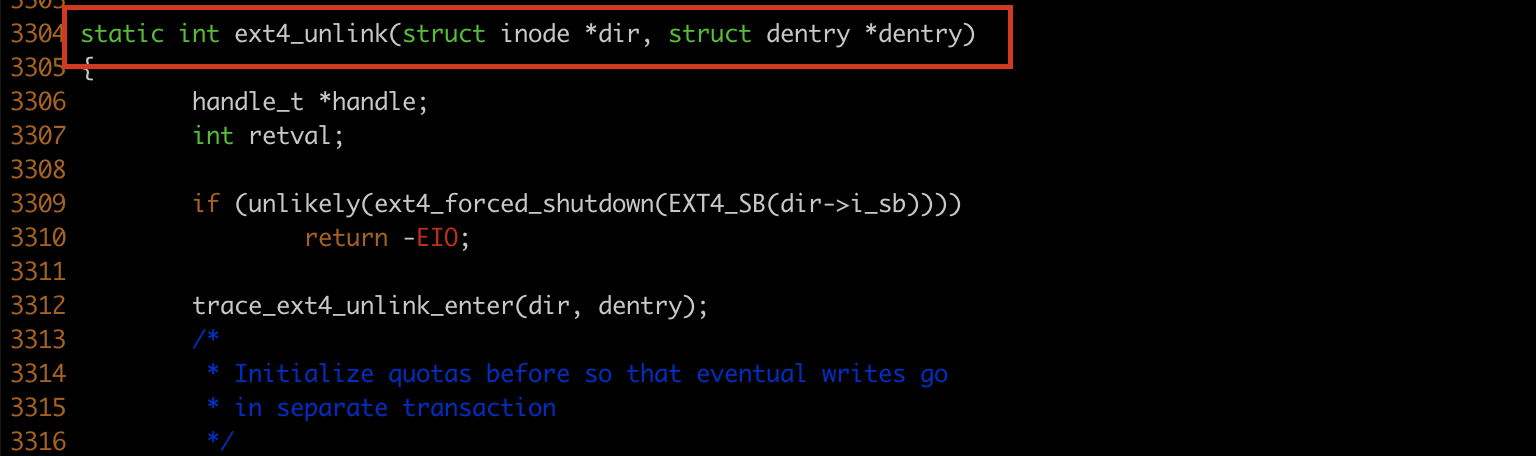 3303
3304 static int ext4_unlink(struct inode *dir, struct dentry *dentry)
3305 {
3306         handle_t *handle;
3307         int retval;
3308
3309         if (unlikely(ext4_forced_shutdown(EXT4_SB(dir->i_sb))))
3310                 return -EIO;
3311
3312         trace_ext4_unlink_enter(dir, dentry);
3313         /*
3314          * Initialize quotas before so that eventual writes go
3315          * in separate transaction
3316          */